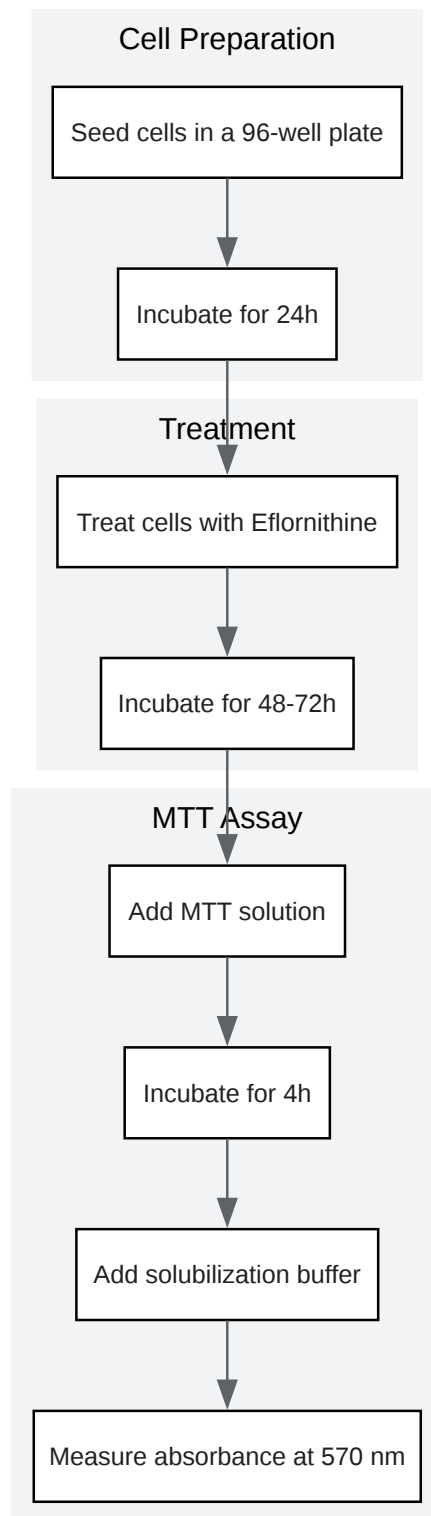 Cell Preparation
Seed cells in a 96-well plate
Incubate for 24h
Treatment
Treat cells with Eflornithine
Incubate for 48-72h
MTT Assay
Add MTT solution
Incubate for 4h
Add solubilization buffer
Measure absorbance at 570 nm